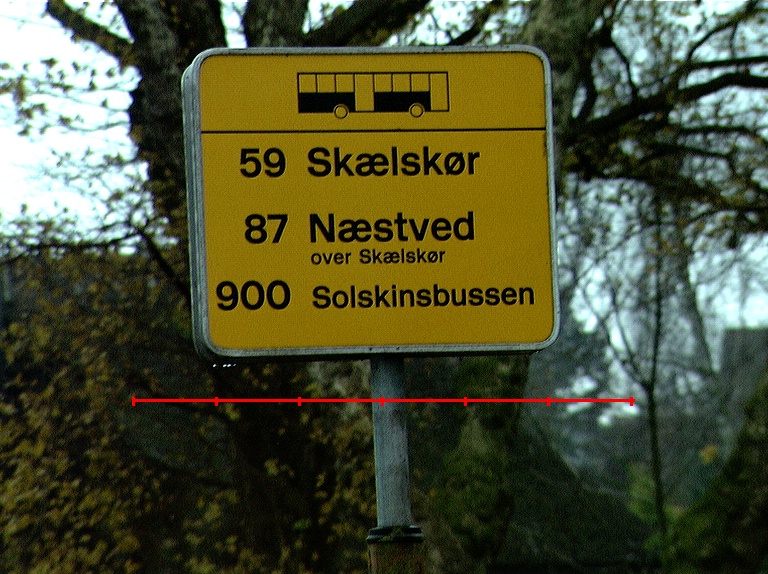 59 Skælskør
87 Næstved
over Skælskør
900 Solskinsbussen